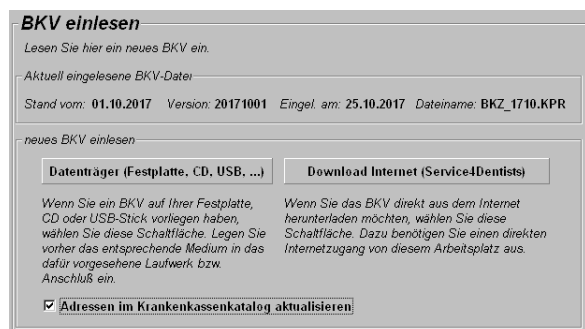 BKV einlesen
Lesen Sie hier ein neues BKV ein.
Aktuell eingelesene BKV-Datei
Stand vom: 01.10.2017 Version: 20171001 Eingel. am: 25.10.2017 Dateiname: BKZ_1710.KPR
neues BKV einlesen
Datenträger (Festplatte, CD, USB, ...)
Wenn Sie ein BKV auf Ihrer Festplatte,
CD oder USB-Stick vorliegen haben,
wählen Sie diese Schaltfläche. Legen Sie
vorher das entsprechende Medium in das
dafür vorgesehene Laufwerk bzw.
Anschluß ein.
Download Internet (Service4Dentists)
Wenn Sie das BKV direkt aus dem Internet
herunterladen möchten, wählen Sie diese
Schaltfläche. Dazu benötigen Sie einen direkten
Internetzugang von diesem Arbeitsplatz aus.
Adressen im Krankenkassenkatalog aktualisieren